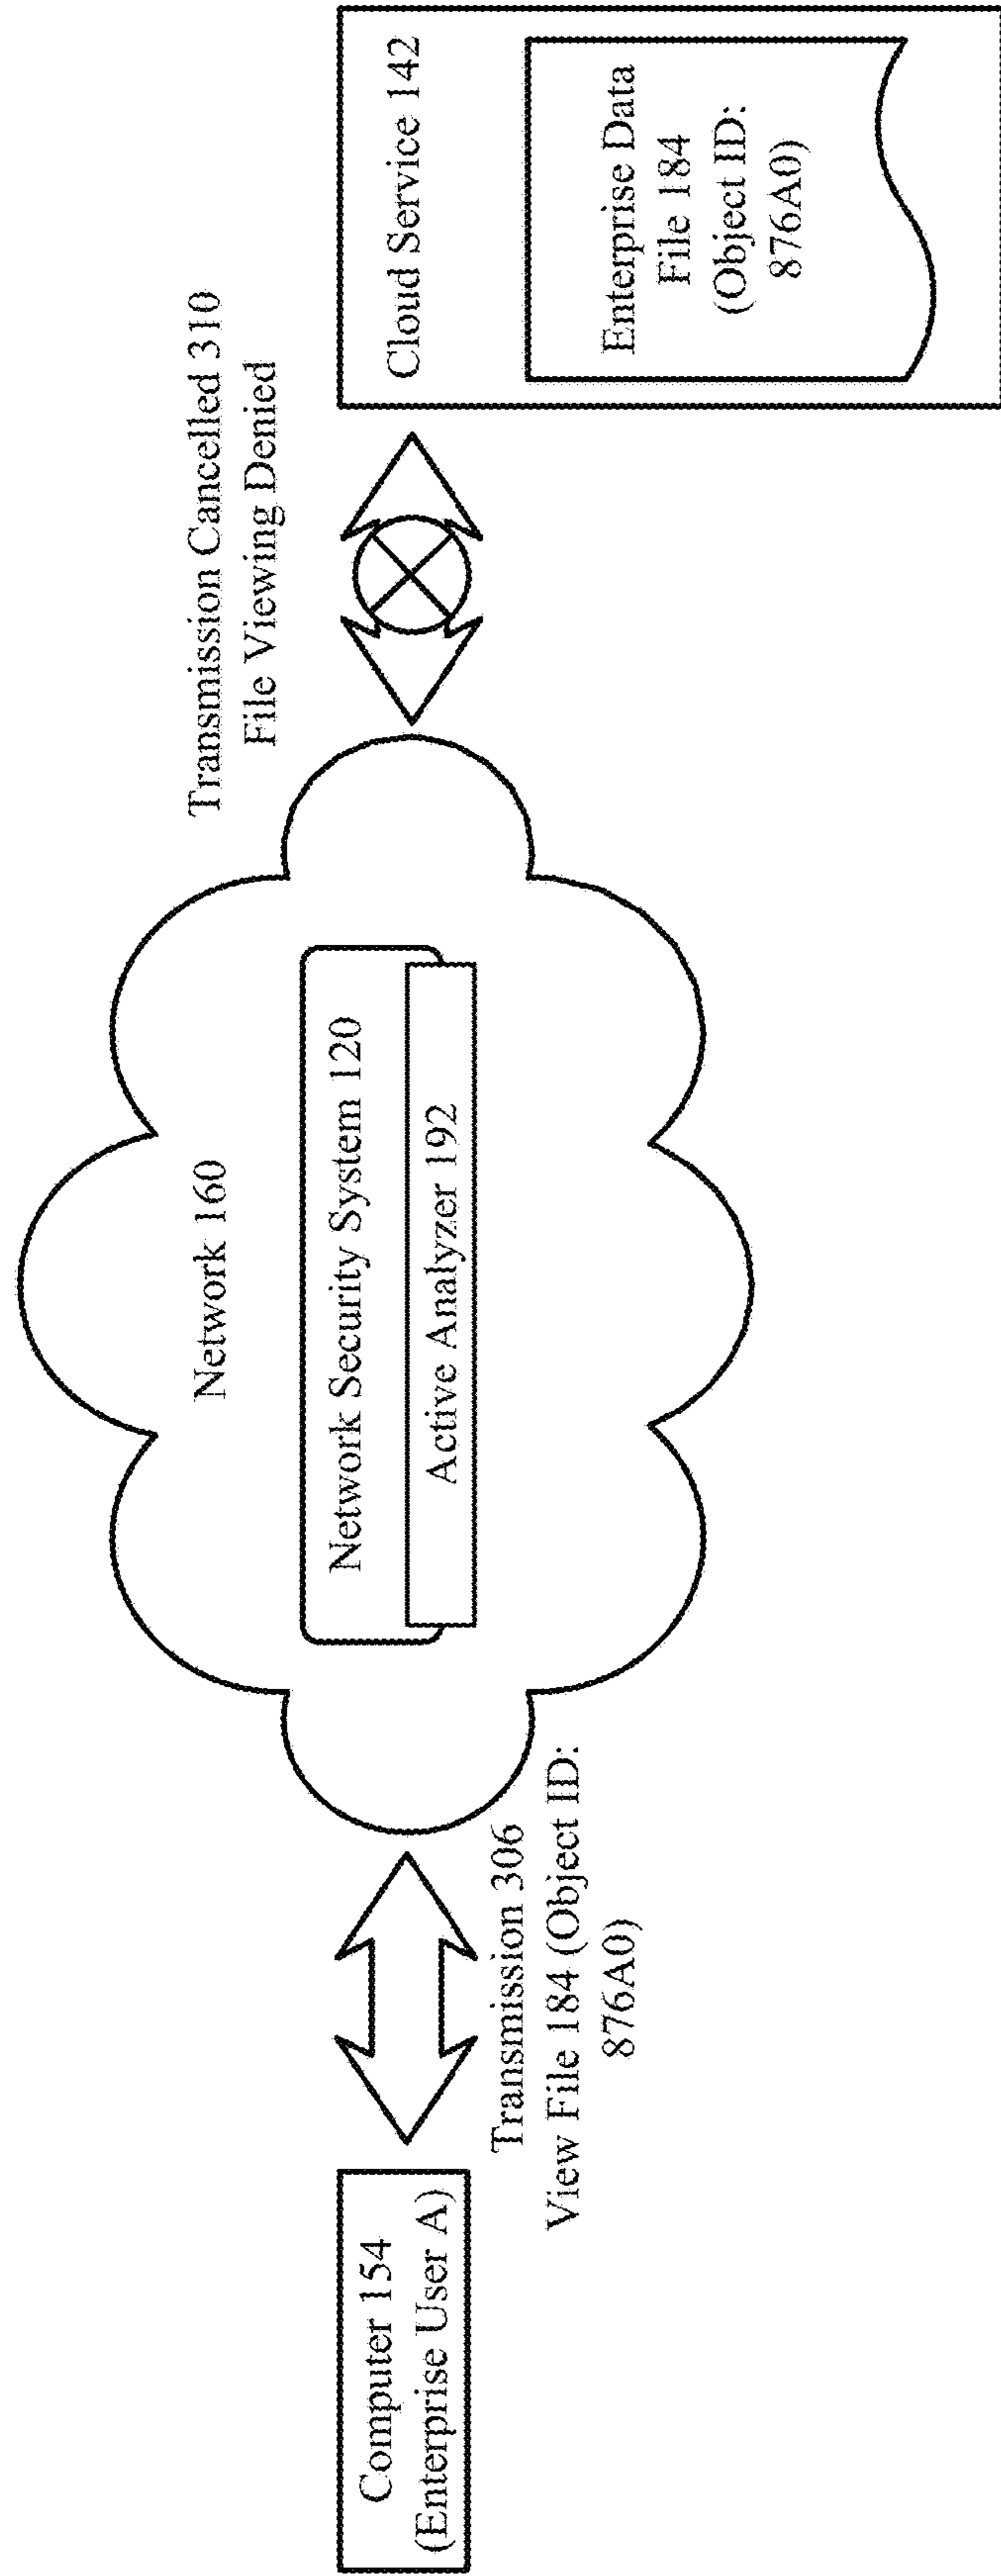 Computer 154
(Enterprise User A)
Transmission 306
View File 184 (Object ID:
876A0)
Network 160
Network Security System 120
Active Analyzer 192
Transmission Cancelled 310
File Viewing Denied
Cloud Service 142
Enterprise Data
File 184
(Object ID:
876A0)